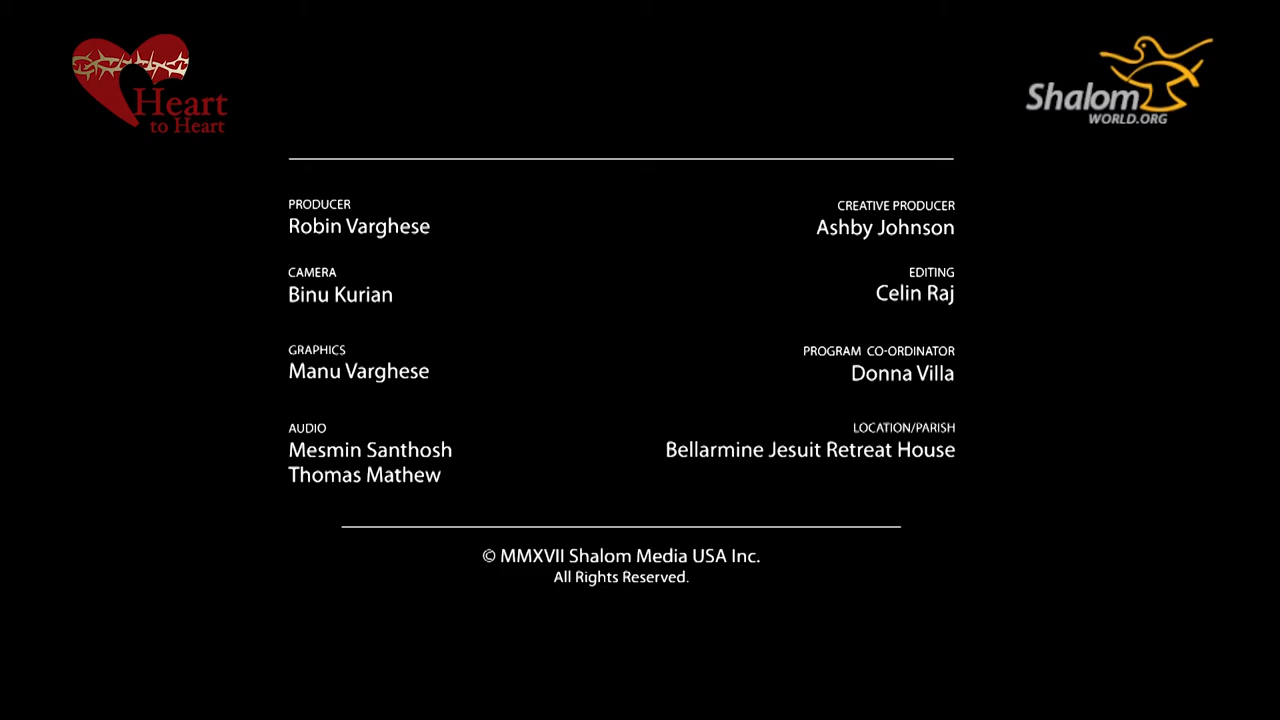 Heart
to Heart
Shalom
WORLD.ORG
PRODUCER
Robin Varghese
CREATIVE PRODUCER
Ashby Johnson
CAMERA
Binu Kurian
EDITING
Celin Raj
GRAPHICS
Manu Varghese
PROGRAM CO-ORDINATOR
Donna Villa
AUDIO
Mesmin Santhosh
Thomas Mathew
LOCATION/PARISH
Bellarmine Jesuit Retreat House
© MMXVII Shalom Media USA Inc.
All Rights Reserved.